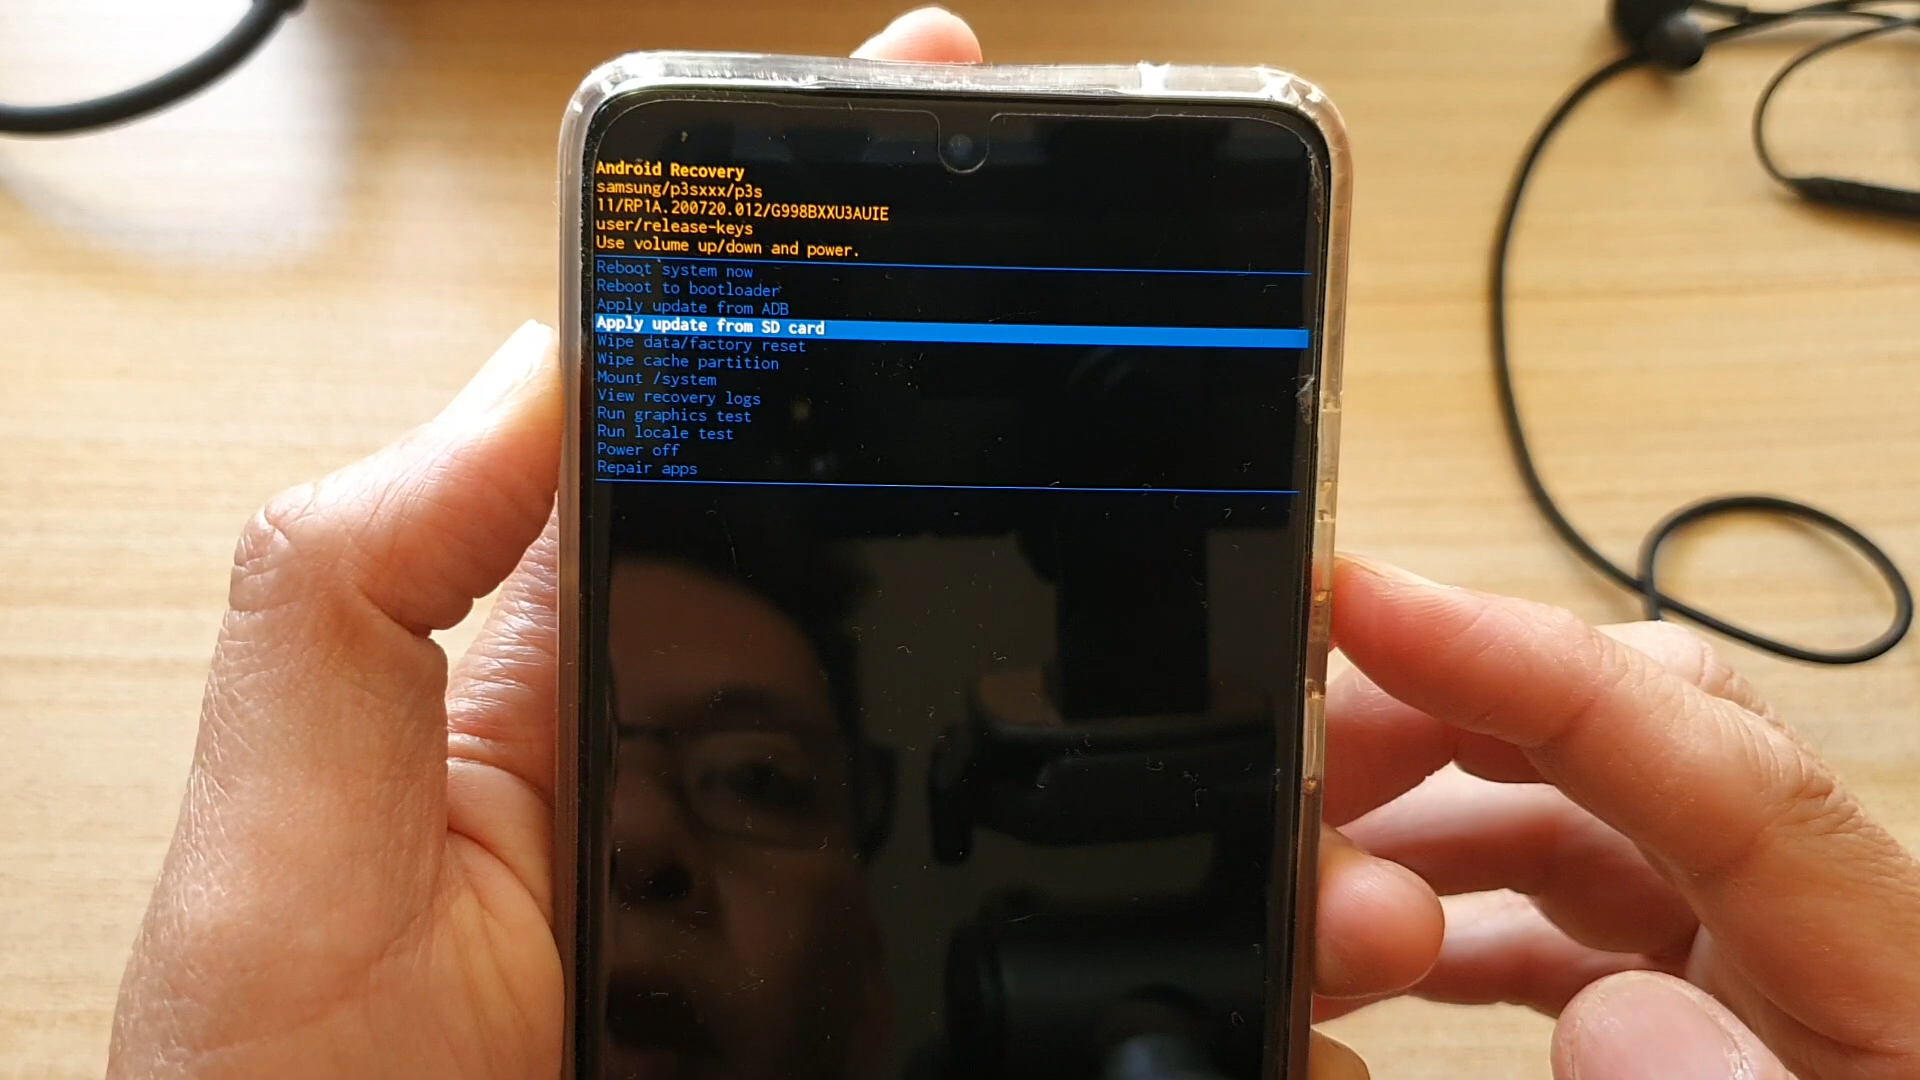 Android Recovery
samsung/p3sxxx/p3s
11/RP1A.200720.012/G998BXXU3AUIE
user/release-keys
Use volume up/down and power.
Reboot system now
Reboot to bootloader
Apply update from ADB
Apply update from SD card
Wipe data/factory reset
Wipe cache partition
Mount /system
View recovery logs
Run graphics test
Run locale test
Power off
Repair apps